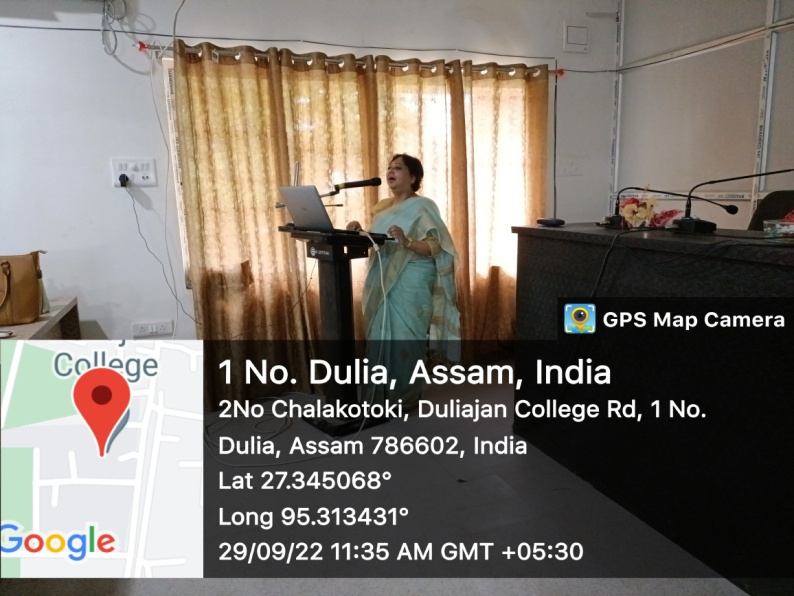 GPS Map Camera
College
Google
1 No. Dulia, Assam, India
2No Chalakotoki, Duliajan College Rd, 1 No.
Dulia, Assam 786602, India
Lat 27.345068°
Long 95.313431°
29/09/22 11:35 AM GMT +05:30